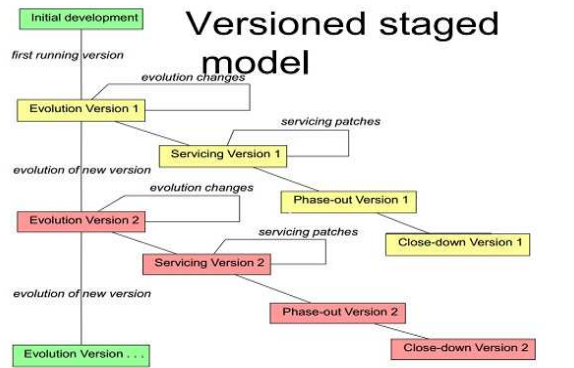 Versioned staged
model
Initial development
first running version
evolution changes
Evolution Version 1
servicing patches
Servicing Version 1
evolution of new version
evolution changes
Phase-out Version 1
Evolution Version 2
servicing patches
Close-down Version 1
Servicing Version 2
evolution of new version
Phase-out Version 2
Close-down Version 2
Evolution Version . . .